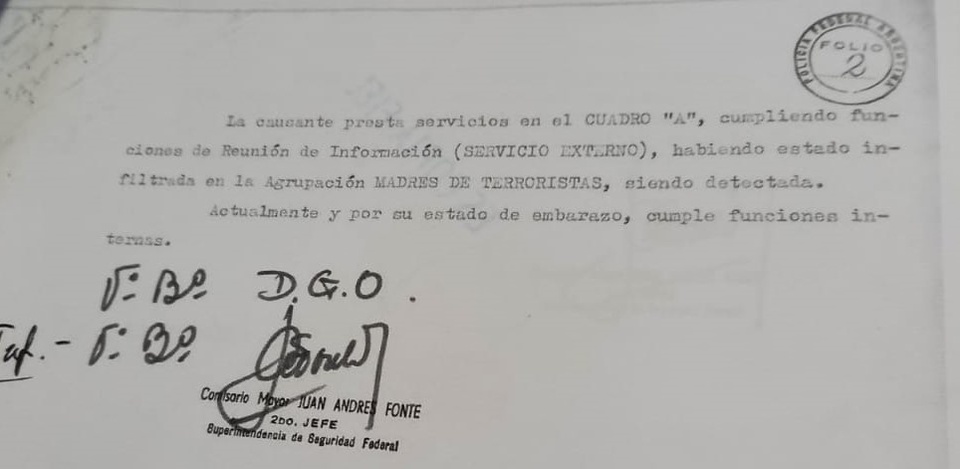 POLICIA FEDERAL ARGENTINA
FOLIO
2
La causante presta servicios en el CUADRO "A", cumpliendo fun-
ciones de Reunión de Información (SERVICIO EXTERNO), habiendo estado in-
filtrada en la Agrupación MADRES DE TERRORISTAS, siendo detectada.
Actualmente y por su estado de embarazo, cumple funciones in-
ternas.
Vº Bº D.G.O.
Inf. - Vº Bº
Comisario Mayor JUAN ANDRES FONTE
2do. JEFE
Superintendencia de Seguridad Federal